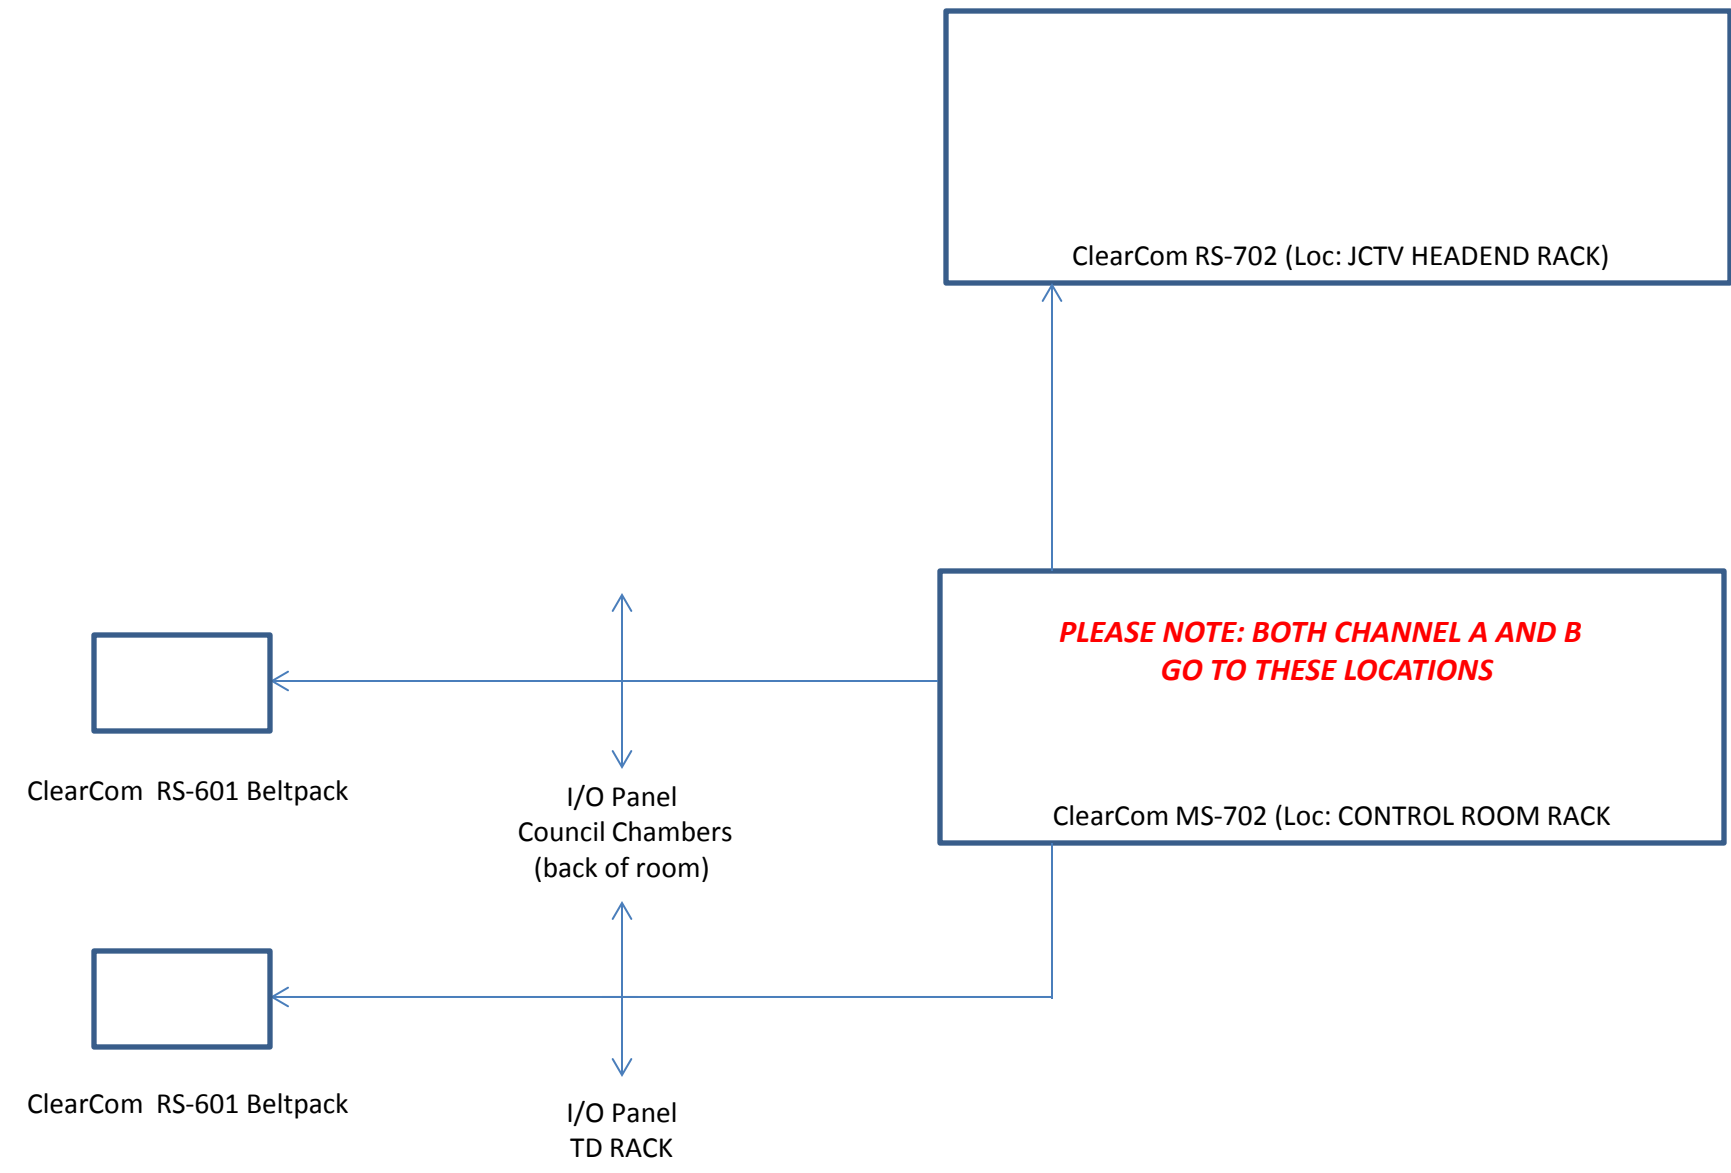 ClearCom RS-702 (Loc: JCTV HEADEND RACK)
PLEASE NOTE: BOTH CHANNEL A AND B
GO TO THESE LOCATIONS
ClearCom MS-702 (Loc: CONTROL ROOM RACK
ClearCom  RS-601 Beltpack
I/O Panel
Council Chambers
(back of room)
ClearCom  RS-601 Beltpack
I/O Panel
TD RACK